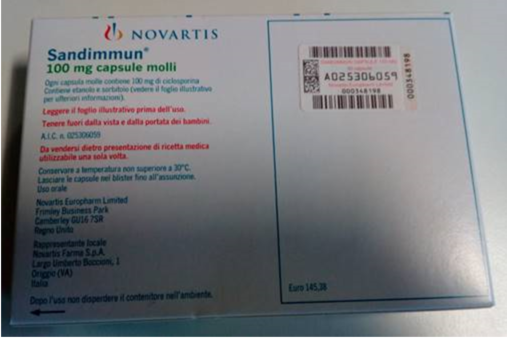 NOVARTIS
Sandimmun®
100 mg capsule molli
Ogni capsula molle contiene 100 mg di ciclosporina
Contiene etanolo e sorbitolo (vedere il foglio illustrativo
per ulteriori informazioni).
Leggere il foglio illustrativo prima dell'uso.
Tenere fuori dalla vista e dalla portata dei bambini.
A.I.C. n. 025306059
Da vendersi dietro presentazione di ricetta medica
utilizzabile una sola volta.
Conservare a temperatura non superiore a 30°C.
Lasciare le capsule nel blister fino all'assunzione.
Uso orale
Novartis Europharm Limited
Frimley Business Park
Camberley GU16 7SR
Regno Unito
Rappresentante locale
Novartis Farma S.p.A.
Largo Umberto Boccioni, 1
Origgio (VA)
Italia
Dopo l'uso non disperdere il contenitore nell'ambiente.
A025306059
000348198
000348198
Euro 145,38